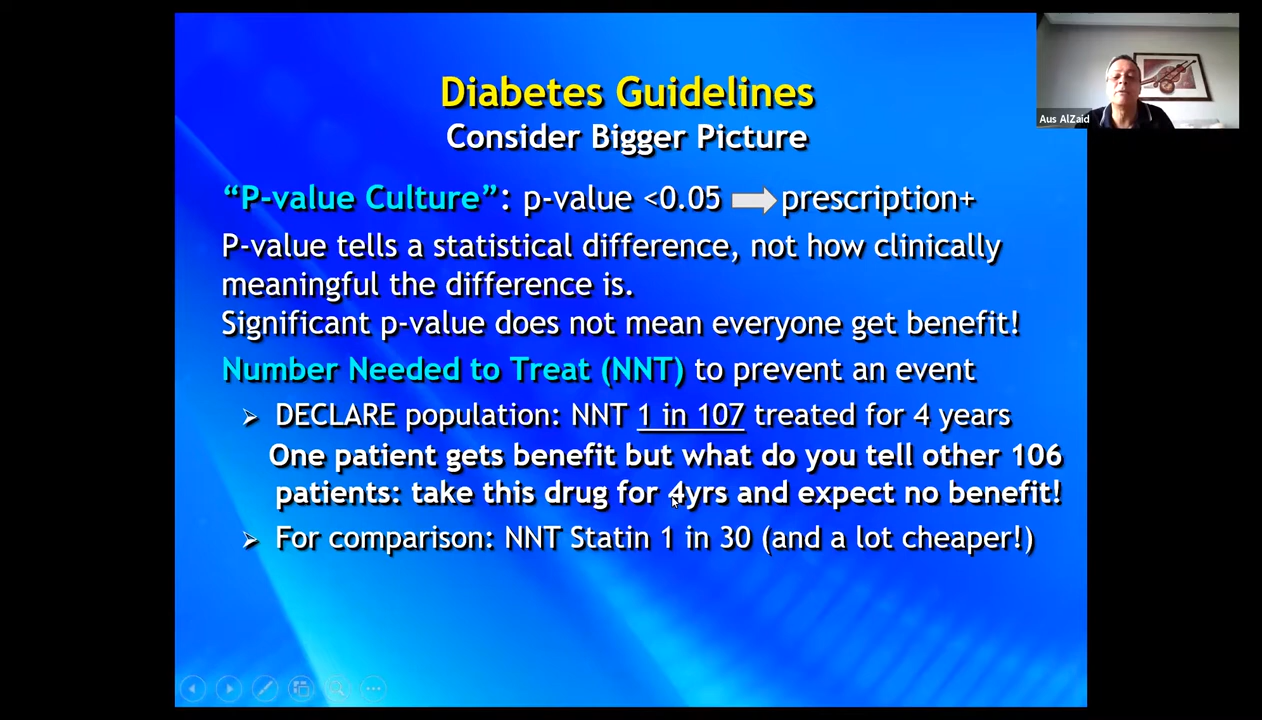 Diabetes Guidelines
Consider Bigger Picture
Aus AlZaid
“P-value Culture”: p-value <0.05 prescription+
P-value tells a statistical difference, not how clinically
meaningful the difference is.
Significant p-value does not mean everyone get benefit!
Number Needed to Treat (NNT) to prevent an event
DECLARE population: NNT 1 in 107 treated for 4 years
One patient gets benefit but what do you tell other 106
patients: take this drug for 4yrs and expect no benefit!
For comparison: NNT Statin 1 in 30 (and a lot cheaper!)